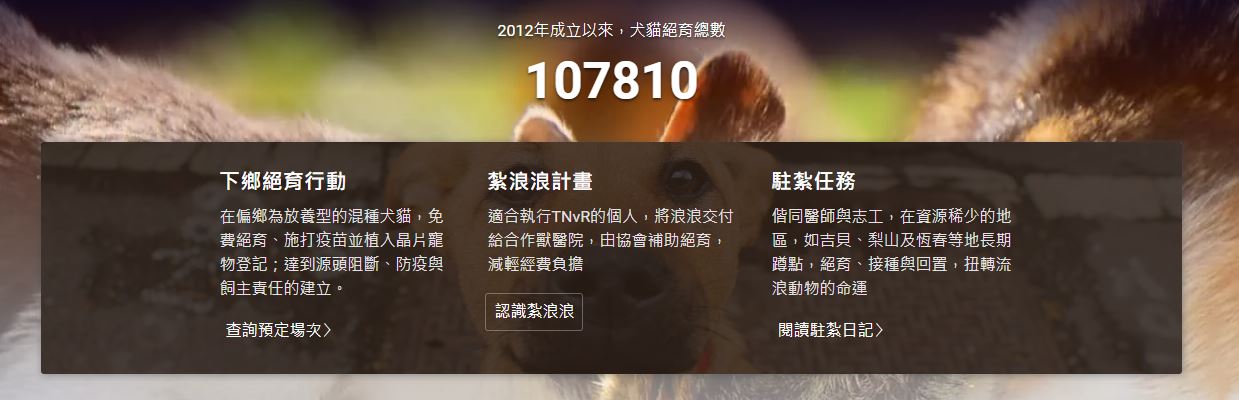 2012年成立以來，犬貓絕育總數
107810
下鄉絕育行動
在偏鄉為放養型的混種犬貓，免
費絕育、施打疫苗並植入晶片寵
物登記；達到源頭阻斷、防疫與
飼主責任的建立。
查詢預定場次〉
紮浪浪計畫
適合執行TNvR的個人，將浪浪交付
給合作獸醫院，由協會補助絕育，
減輕經費負擔
認識紮浪浪
駐紮任務
偕同醫師與志工，在資源稀少的地
區，如吉貝、梨山及恆春等地長期
蹲點，絕育、接種與回置，扭轉流
浪動物的命運
閱讀駐紮日記〉